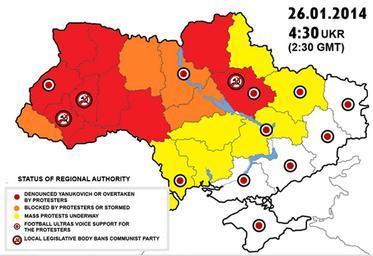 26.01.2014
4:30 UKR
(2:30 GMT)
STATUS OF REGIONAL AUTHORITY
DENOUNCED YANUKOVICH OR OVERTAKEN
BY PROTESTERS
BLOCKED BY PROTESTERS OR STORMED
MASS PROTESTS UNDERWAY
FOOTBALL ULTRAS VOICE SUPPORT FOR
THE PROTESTERS
LOCAL LEGISLATIVE BODY BANS COMMUNIST PARTY